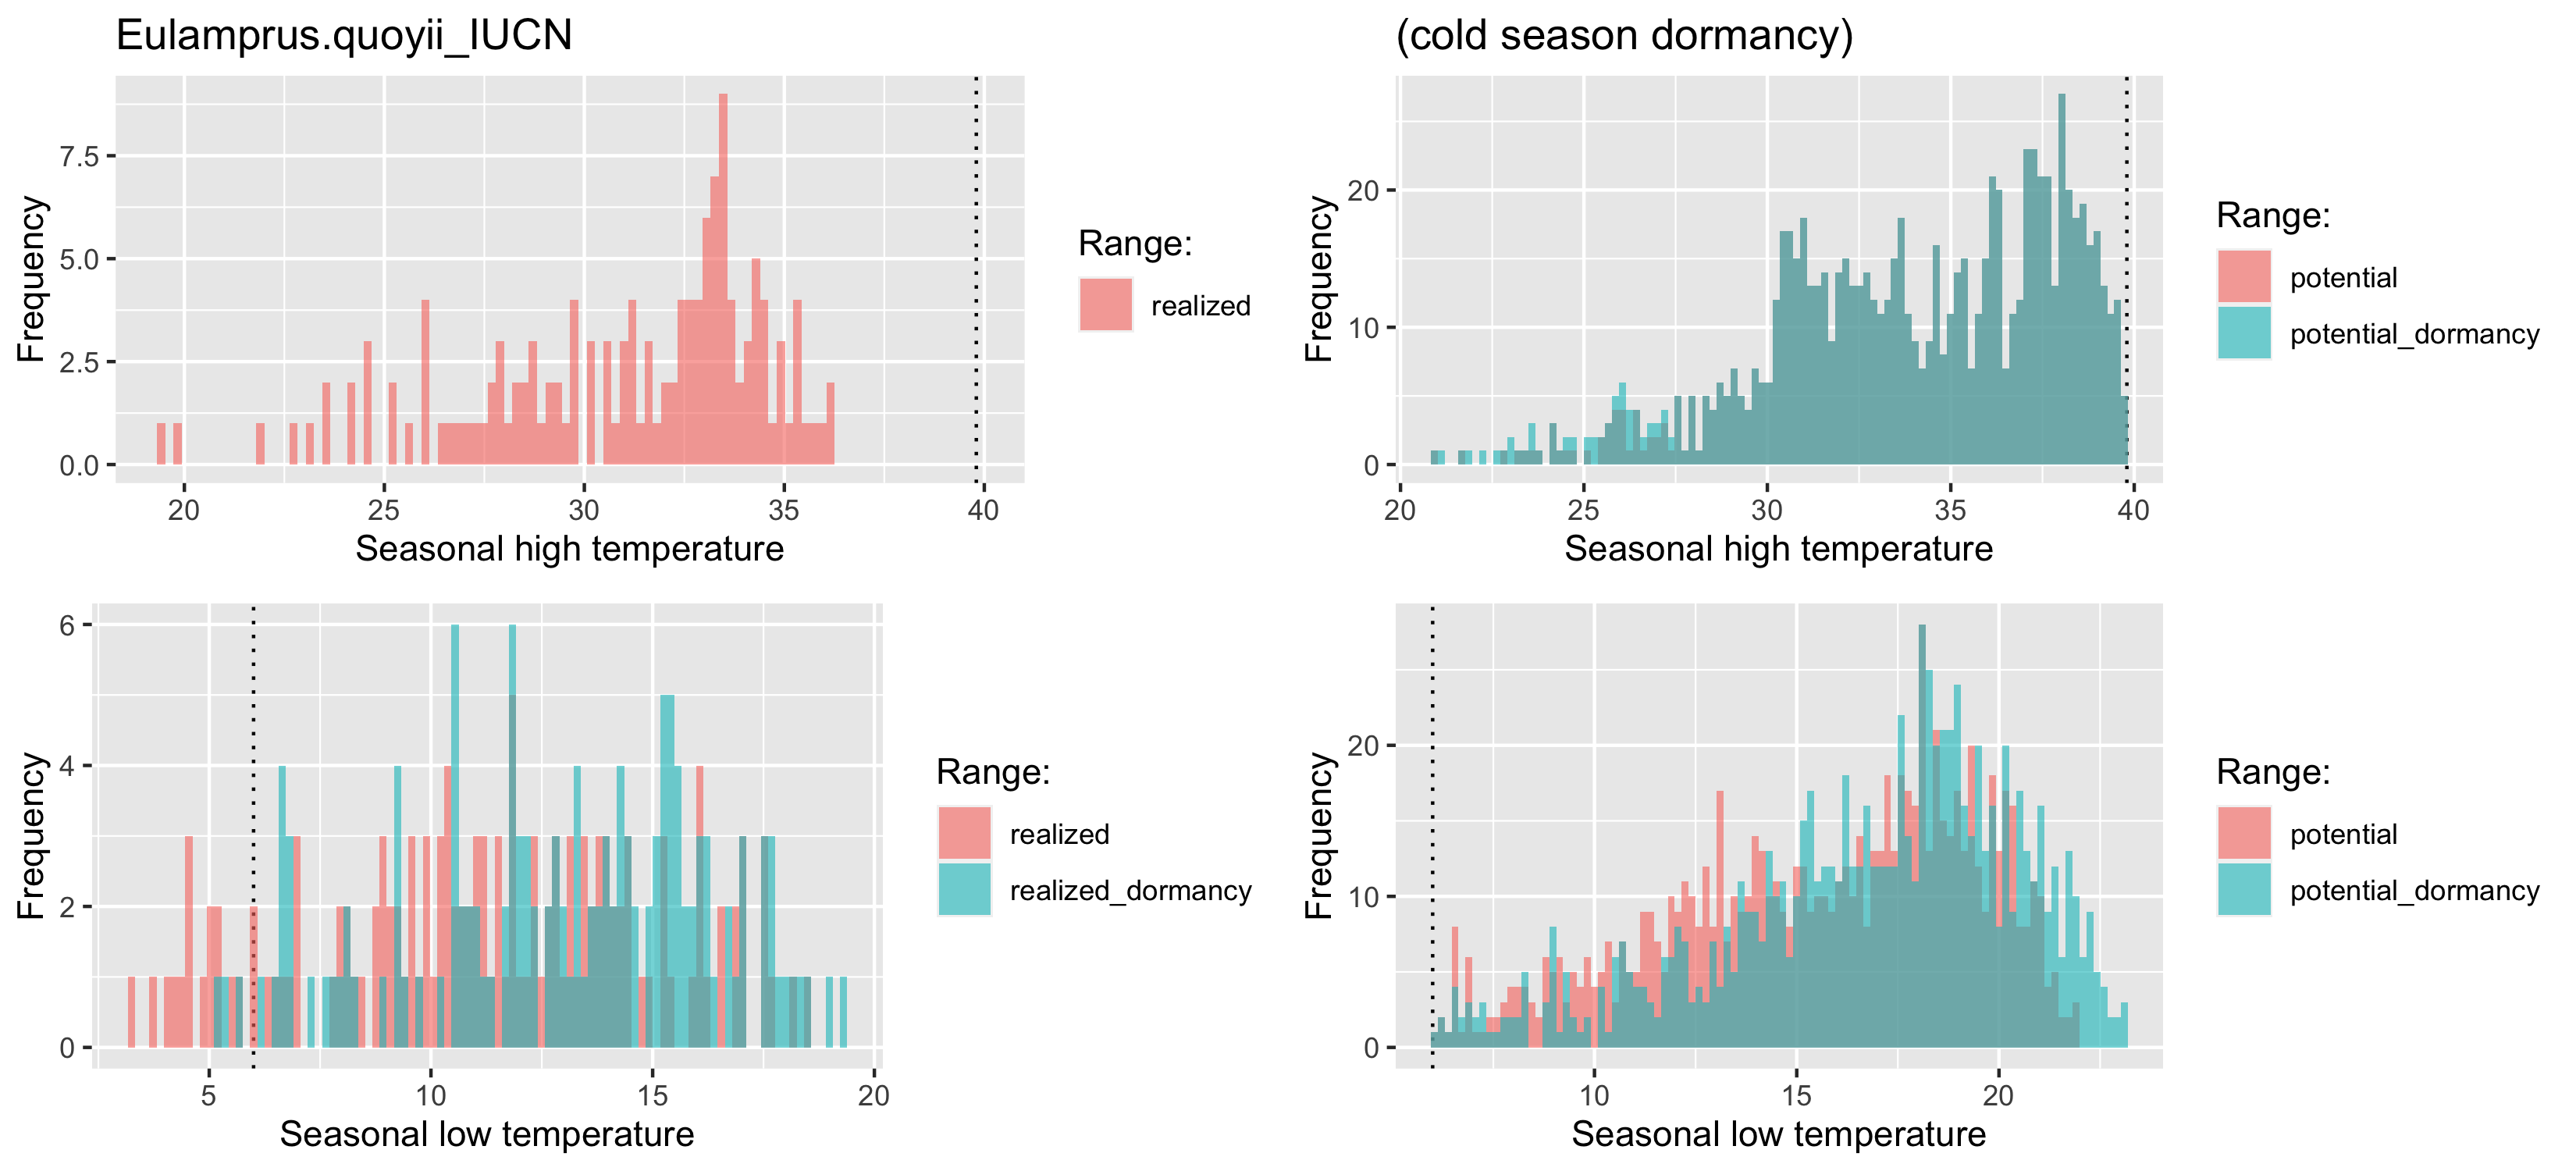 Eulamprus.quoyii_IUCN
Frequency
7.5
5.0
2.5
0.0
20 25 30 35 40
Seasonal high temperature
Range:
realized
(cold season dormancy)
Frequency
20
10
0
20 25 30 35 40
Seasonal high temperature
Range:
potential
potential_dormancy
Frequency
6
4
2
0
5 10 15 20
Seasonal low temperature
Range:
realized
realized_dormancy
Frequency
20
10
0
10 15 20
Seasonal low temperature
Range:
potential
potential_dormancy